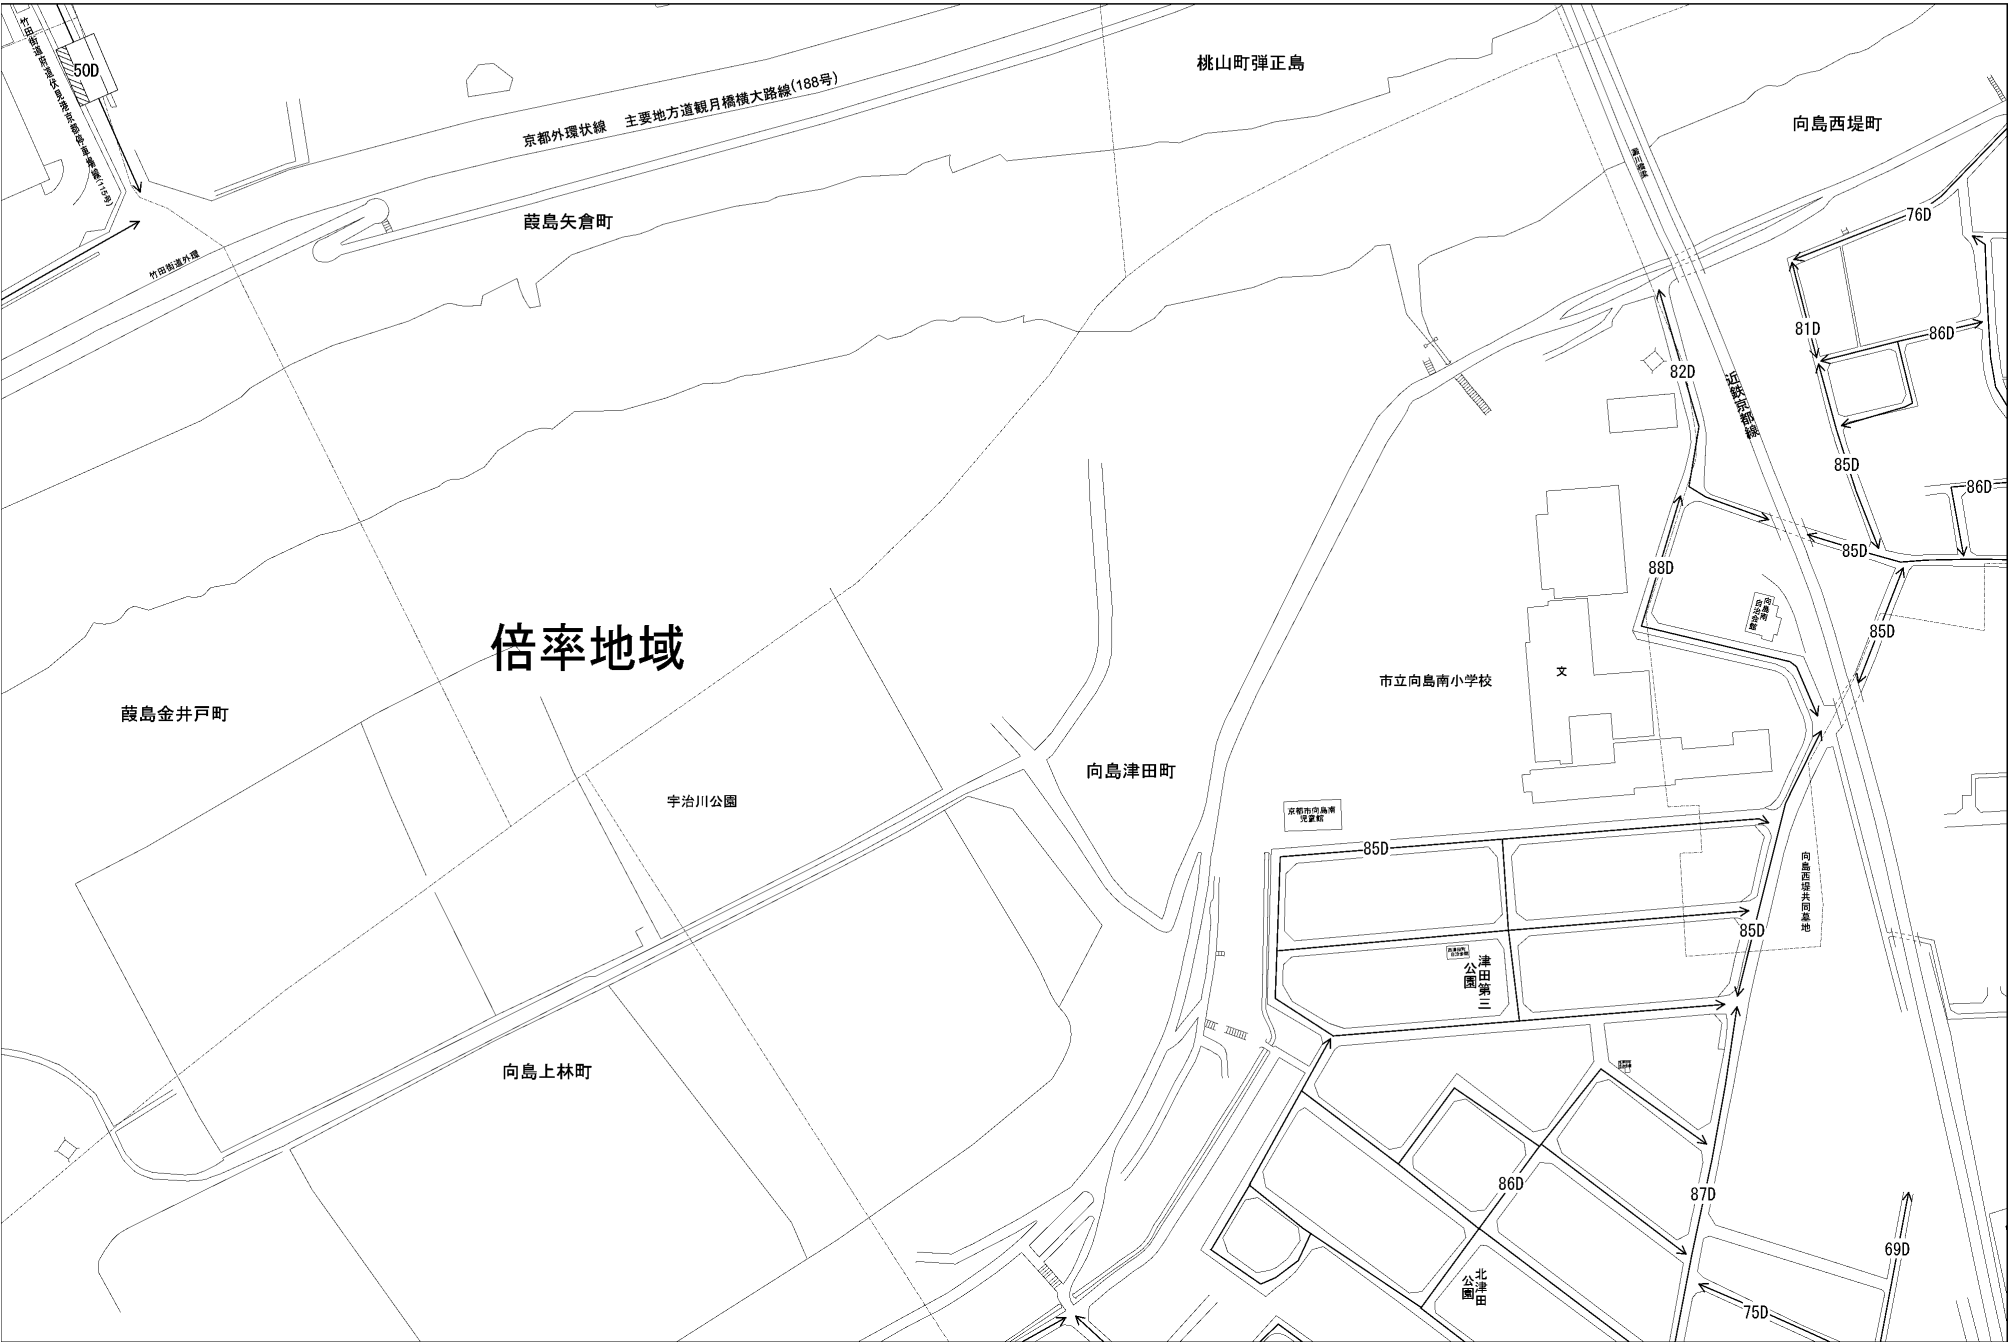 竹田街道府道伏見港京都停車場線(115号)
50D
京都外環状線　主要地方道観月橋横大路線(188号)
桃山町弾正島
向島西堤町
竹田街道外環
葭島矢倉町
76D
81D
86D
82D
近鉄京都線
85D
86D
85D
88D
向島南
自治会館
85D
倍率地域
市立向島南小学校
文
葭島金井戸町
向島津田町
宇治川公園
京都市向島南
児童館
85D
向島西堤共同墓地
85D
津田第三
公園
向島上林町
86D
87D
69D
北津田
公園
75D